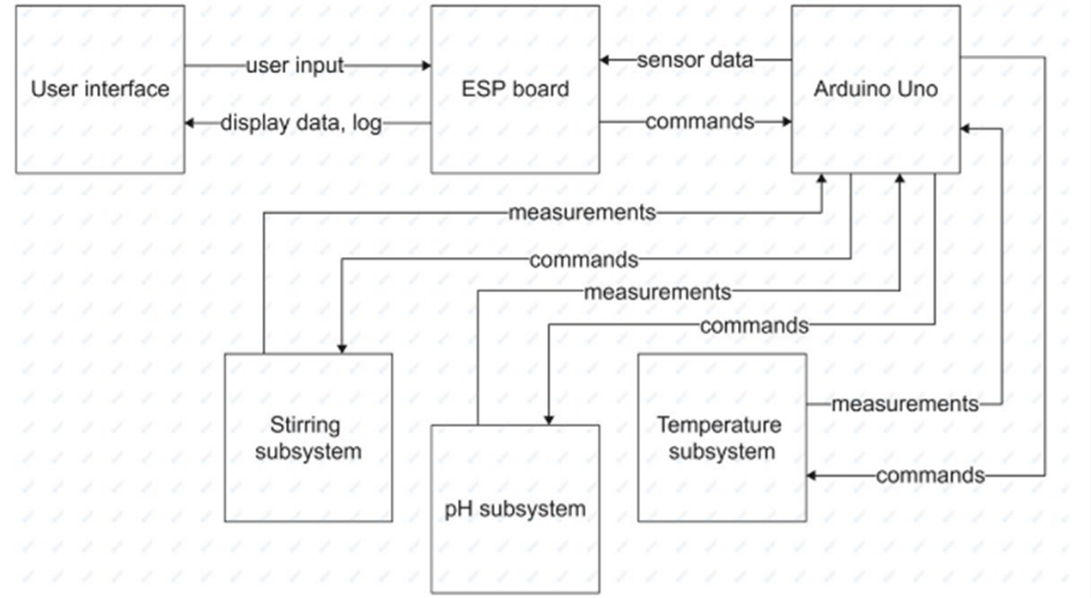 User interface
user input
display data, log
ESP board
sensor data
commands
Arduino Uno
measurements
commands
measurements
commands
Stirring
subsystem
pH subsystem
Temperature
subsystem
measurements
commands